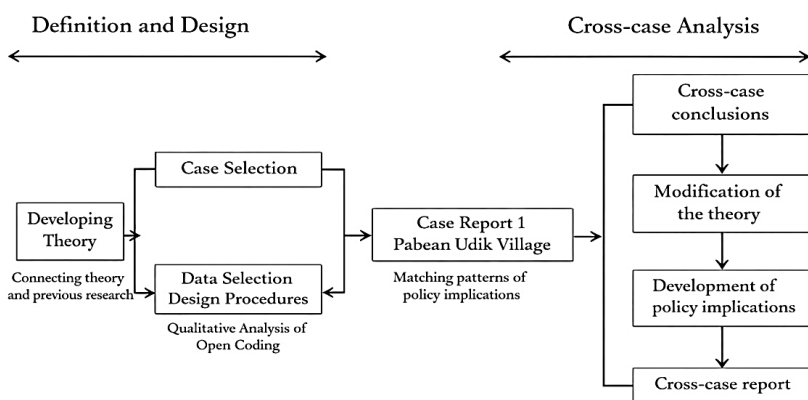 Definition and Design
Cross-case Analysis
Developing
Theory
Connecting theory
and previous research
Case Selection
Data Selection
Design Procedures
Qualitative Analysis of
Open Coding
Case Report 1
Pabean Udik Village
Matching patterns of
policy implications
Cross-case
conclusions
Modification of
the theory
Development of
policy implications
Cross-case report